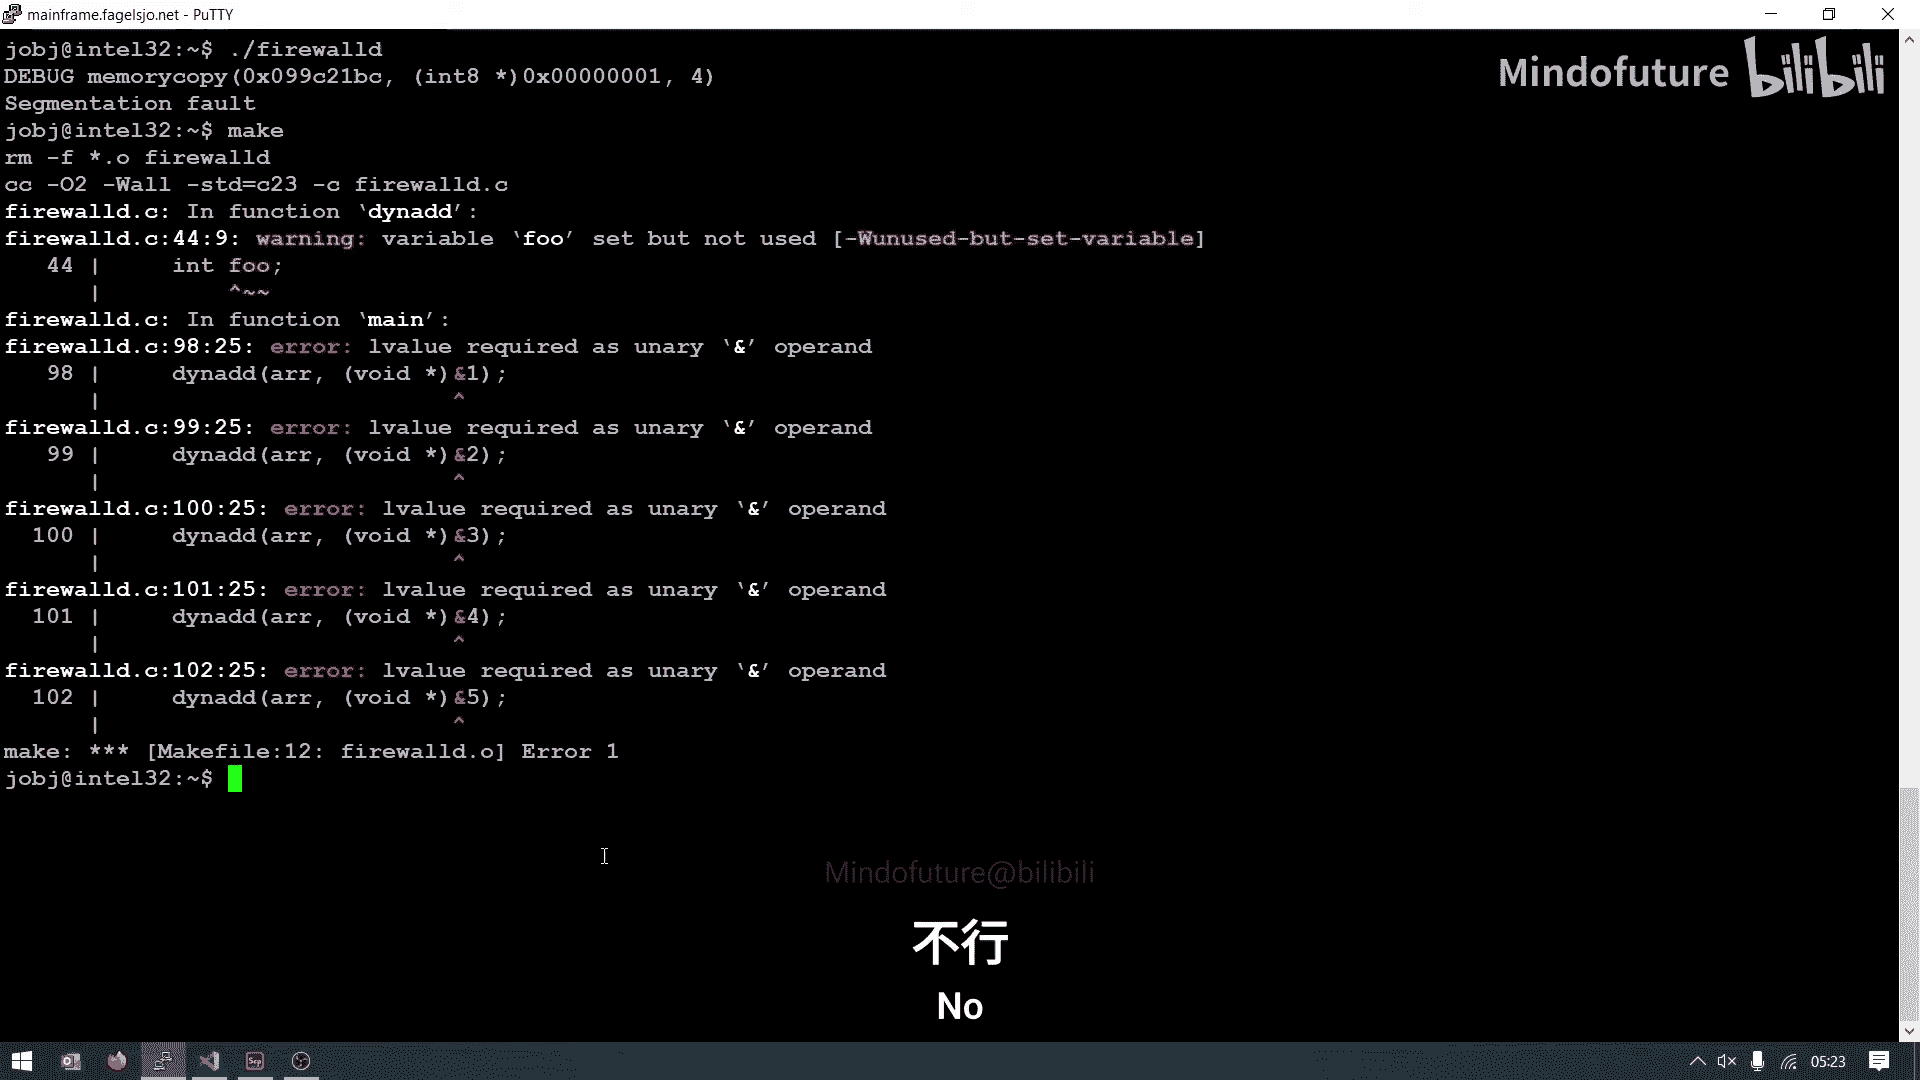 mainframe.fagelsjo.net - PuTTY
jobj@intel32:~$ ./firewalld
DEBUG memorycopy(0x099c21bc, (int8 *)0x00000001, 4)
Segmentation fault
jobj@intel32:~$ make
rm -f *.o firewalld
cc -O2 -Wall -std=c23 -c firewalld.c
firewalld.c: In function ‘dynadd’:
firewalld.c:44:9: warning: variable ‘foo’ set but not used [-Wunused-but-set-variable]
   44 |     int foo;
      |         ^~~
firewalld.c: In function ‘main’:
firewalld.c:98:25: error: lvalue required as unary ‘&’ operand
   98 |     dynadd(arr, (void *)&1);
      |                         ^
firewalld.c:99:25: error: lvalue required as unary ‘&’ operand
   99 |     dynadd(arr, (void *)&2);
      |                         ^
firewalld.c:100:25: error: lvalue required as unary ‘&’ operand
  100 |     dynadd(arr, (void *)&3);
      |                         ^
firewalld.c:101:25: error: lvalue required as unary ‘&’ operand
  101 |     dynadd(arr, (void *)&4);
      |                         ^
firewalld.c:102:25: error: lvalue required as unary ‘&’ operand
  102 |     dynadd(arr, (void *)&5);
      |                         ^
make: *** [Makefile:12: firewalld.o] Error 1
jobj@intel32:~$
Mindofuture bilibili
Mindofuture@bilibili
不行
No
05:23